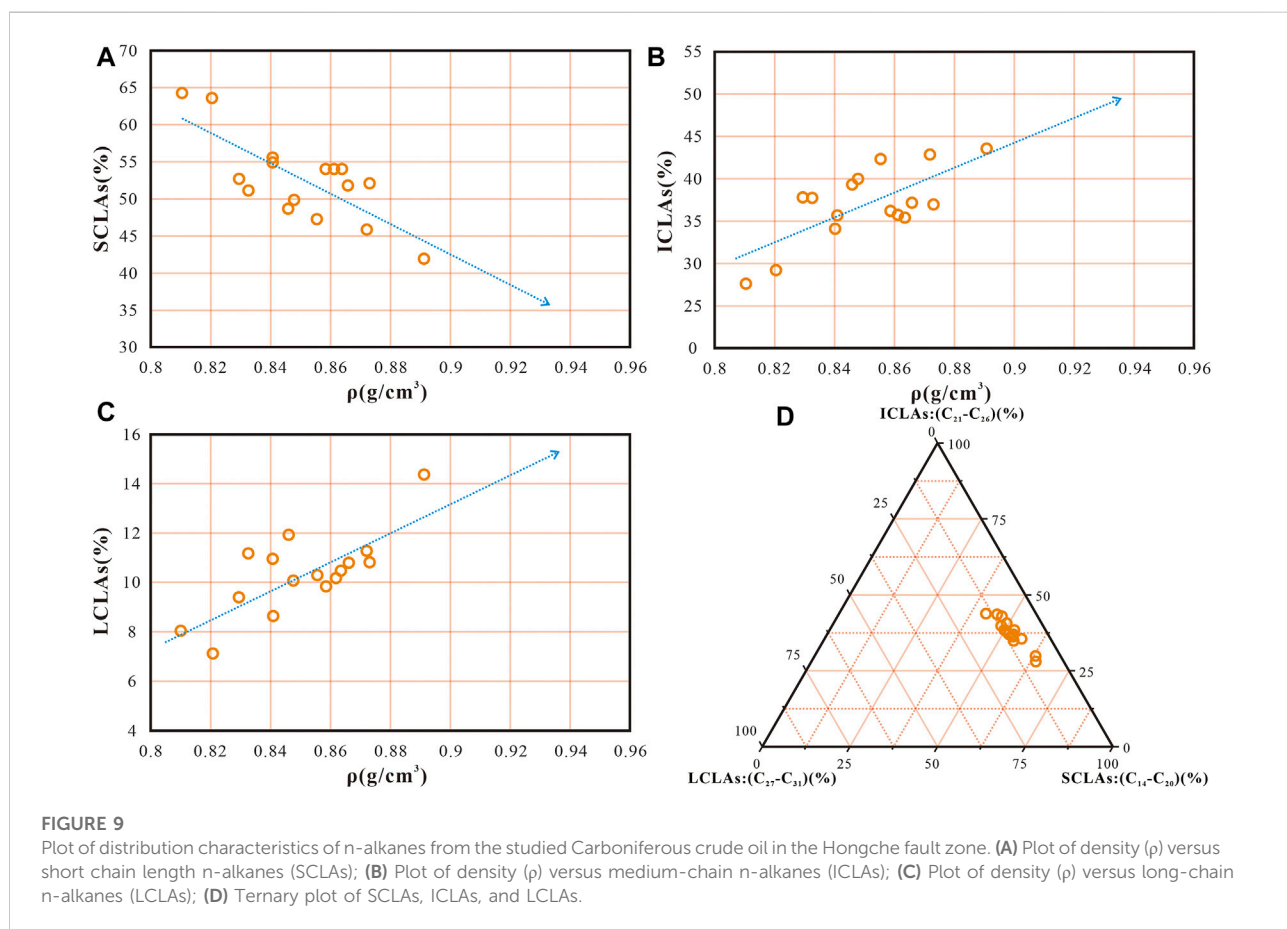 A
70
65
60
55
50
45
40
35
30
SCLAs(%)
0.8 0.82 0.84 0.86 0.88 0.9 0.92 0.94 0.96
ρ(g/cm³)
B
55
50
45
40
35
30
25
0
ICLAs(%)
0.8 0.82 0.84 0.86 0.88 0.9 0.92 0.94 0.96
ρ(g/cm³)
C
16
14
12
10
8
6
4
LCLAs(%)
0.8 0.82 0.84 0.86 0.88 0.9 0.92 0.94 0.96
ρ(g/cm³)
D
ICLAs:(C₂₁-C₂₆)(%)
0 100
25 75
50 50
75 25
100 0
0 25 50 75 100
LCLAs:(C₂₇-C₃₁)(%) SCLAs:(C₁₄-C₂₀)(%)
FIGURE 9
Plot of distribution characteristics of n-alkanes from the studied Carboniferous crude oil in the Hongche fault zone. (A) Plot of density (ρ) versus
short chain length n-alkanes (SCLAs); (B) Plot of density (ρ) versus medium-chain n-alkanes (ICLAs); (C) Plot of density (ρ) versus long-chain
n-alkanes (LCLAs); (D) Ternary plot of SCLAs, ICLAs, and LCLAs.